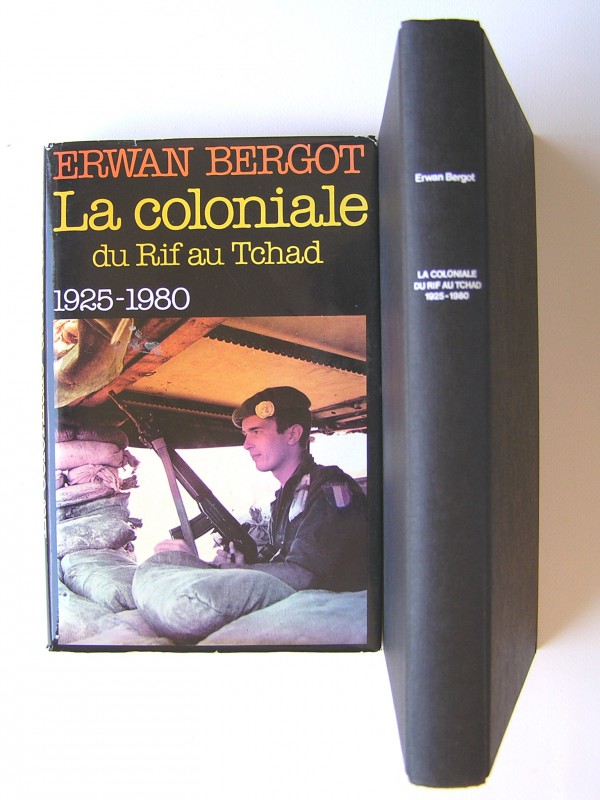 ERWAN BERGOT
La coloniale
du Rif au Tchad
1925-1980
Erwan Bergot
LA COLONIALE
DU RIF AU TCHAD
1925-1980